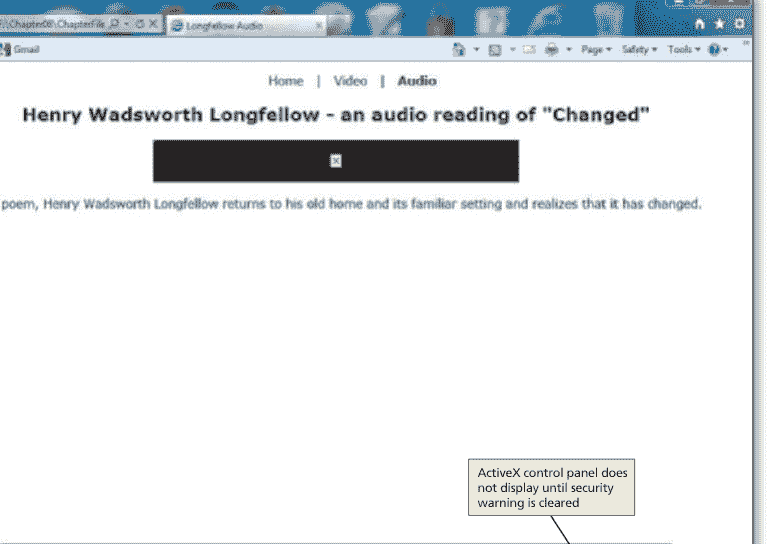 :\Chapter08\ChapterFile
Longfellow Audio
Gmail
Page Safety Tools
Home | Video | Audio
Henry Wadsworth Longfellow - an audio reading of "Changed"
poem, Henry Wadsworth Longfellow returns to his old home and its familiar setting and realizes that it has changed.
ActiveX control panel does
not display until security
warning is cleared